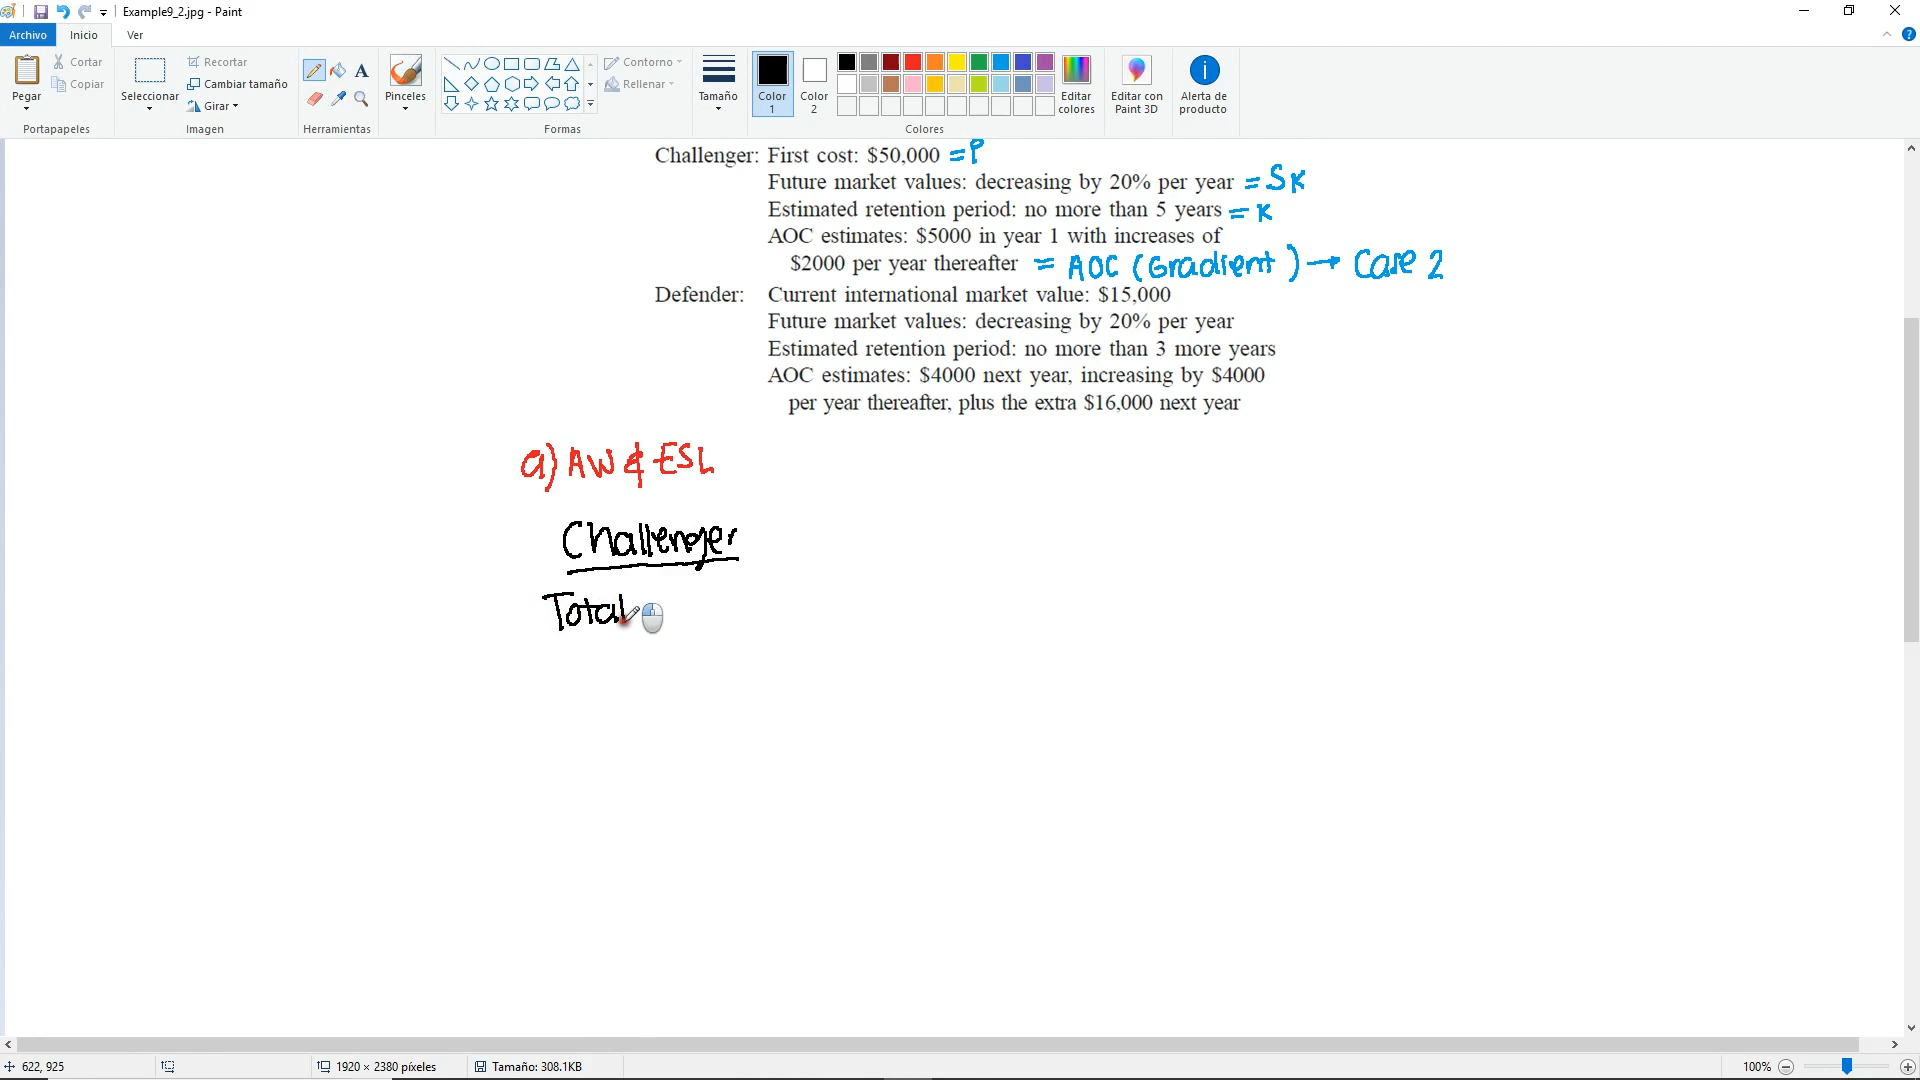 Example9_2.jpg - Paint
Archivo Inicio Ver
Pegar
Cortar
Copiar
Portapapeles
Seleccionar
Recortar
Cambiar tamaño
Girar
Imagen
Herramientas
Pinceles
Contorno
Rellenar
Formas
Tamaño
Color 1
Color 2
Colores
Editar colores
Editar con Paint 3D
Alerta de producto
Challenger: First cost: $50,000 = P
Future market values: decreasing by 20% per year = SK
Estimated retention period: no more than 5 years = K
AOC estimates: $5000 in year 1 with increases of
$2000 per year thereafter = AOC (Gradient) → Case 2
Defender: Current international market value: $15,000
Future market values: decreasing by 20% per year
Estimated retention period: no more than 3 more years
AOC estimates: $4000 next year, increasing by $4000
per year thereafter, plus the extra $16,000 next year
a) AW & ESL
Challenger
Total
622, 925 1920 × 2380 píxeles Tamaño: 308.1KB 100%